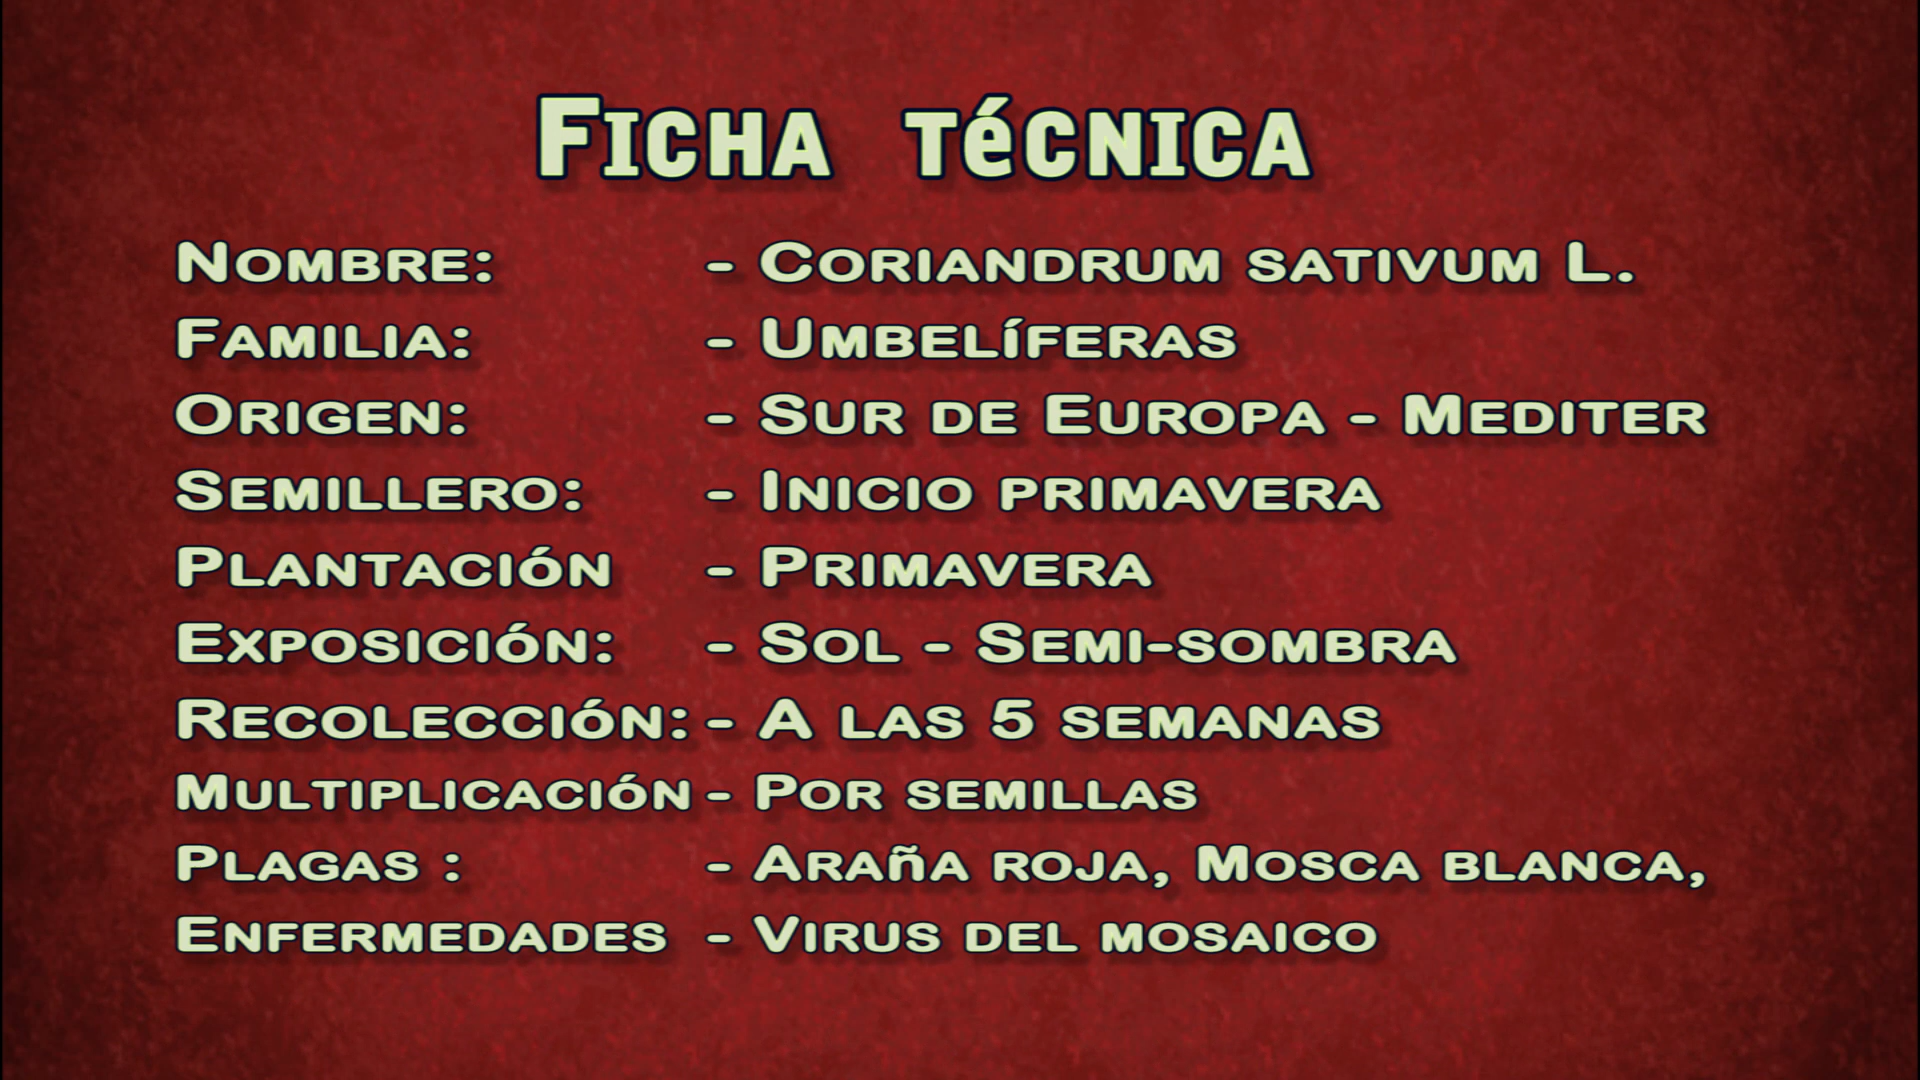 Ficha técnica
Nombre: - Coriandrum sativum L.
Familia: - Umbelíferas
Origen: - Sur de Europa - Mediter
Semillero: - Inicio primavera
Plantación - Primavera
Exposición: - Sol - Semi-sombra
Recolección: - A las 5 semanas
Multiplicación - Por semillas
Plagas : - Araña roja, Mosca blanca,
Enfermedades - Virus del mosaico